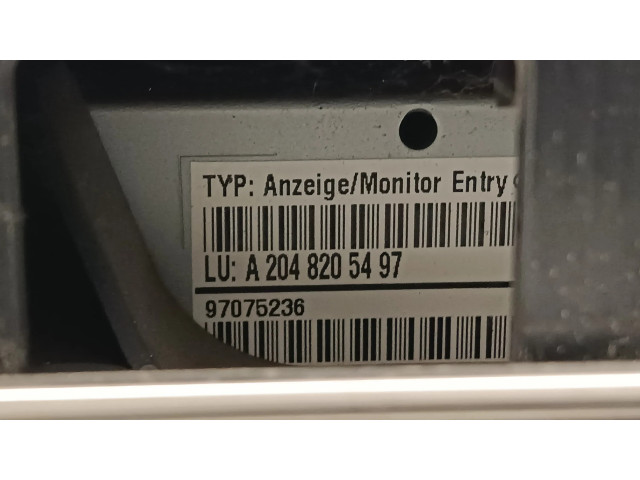 TYP: Anzeige/Monitor Entry
LU: A 204 820 54 97
97075236